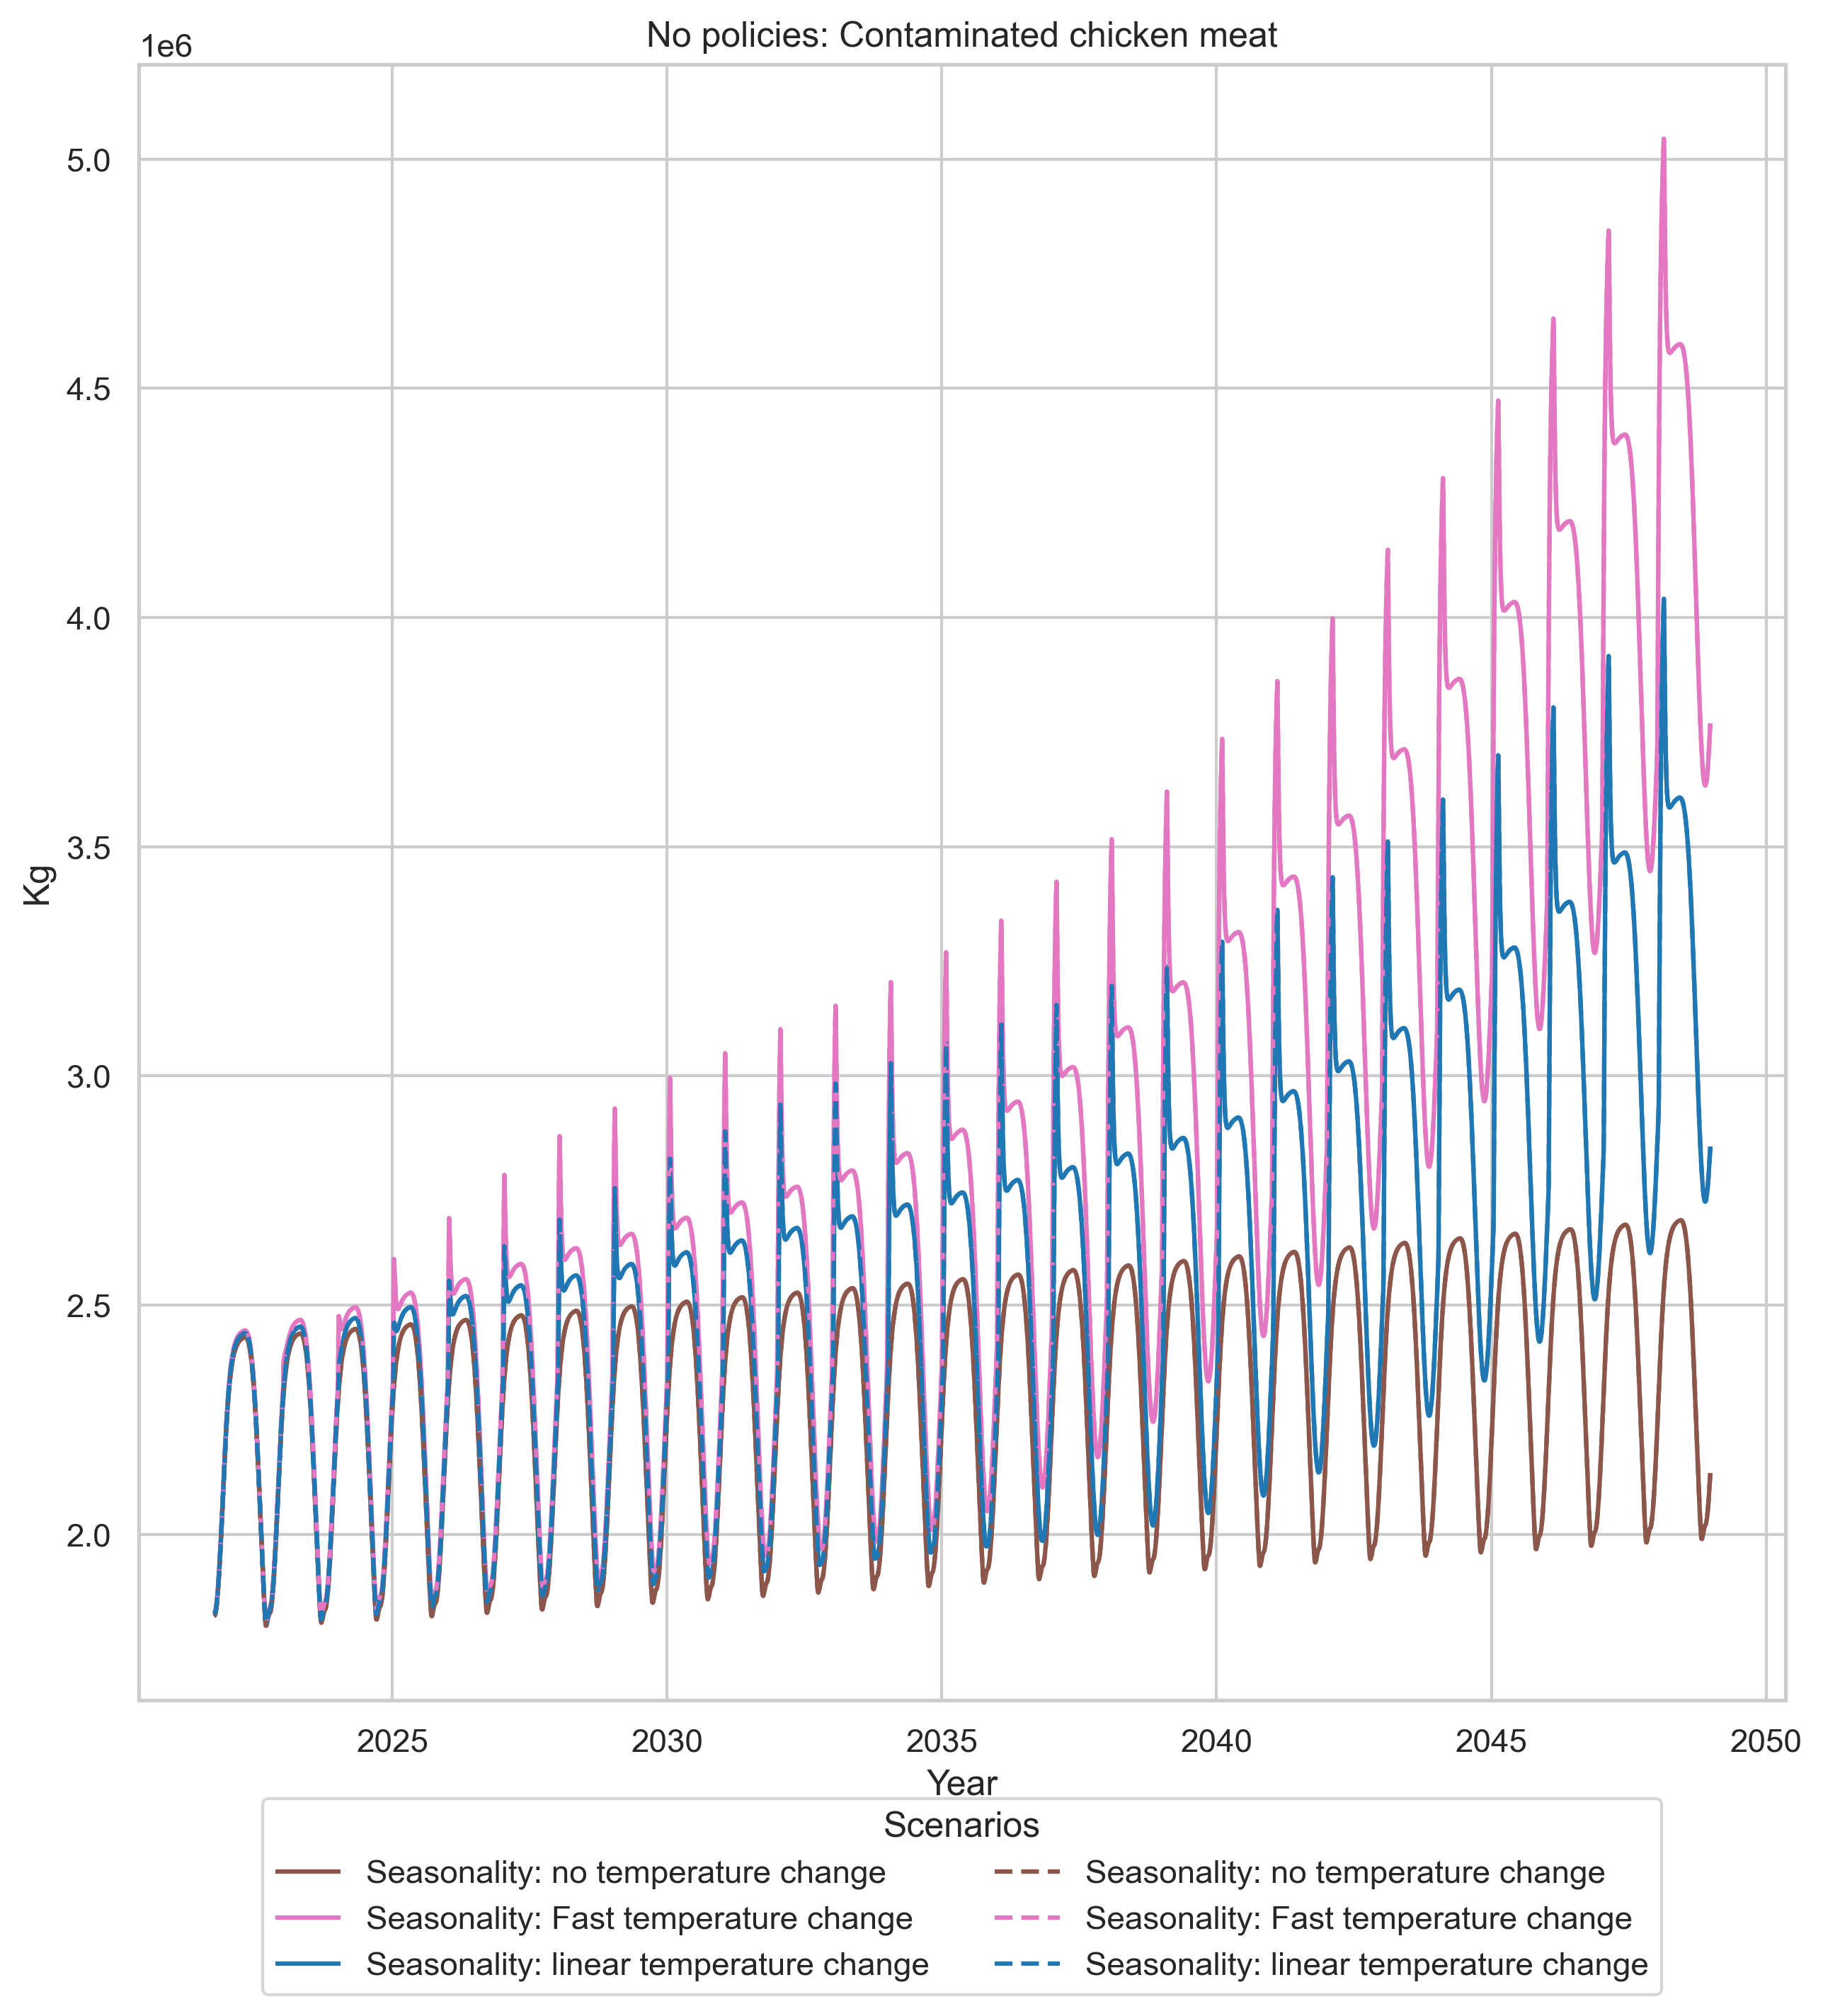 No policies: Contaminated chicken meat
1e6
5.0
4.5
4.0
3.5
3.0
2.5
2.0
Kg
2025 2030 2035 2040 2045 2050
Year
Scenarios
Seasonality: no temperature change Seasonality: no temperature change
Seasonality: Fast temperature change Seasonality: Fast temperature change
Seasonality: linear temperature change Seasonality: linear temperature change